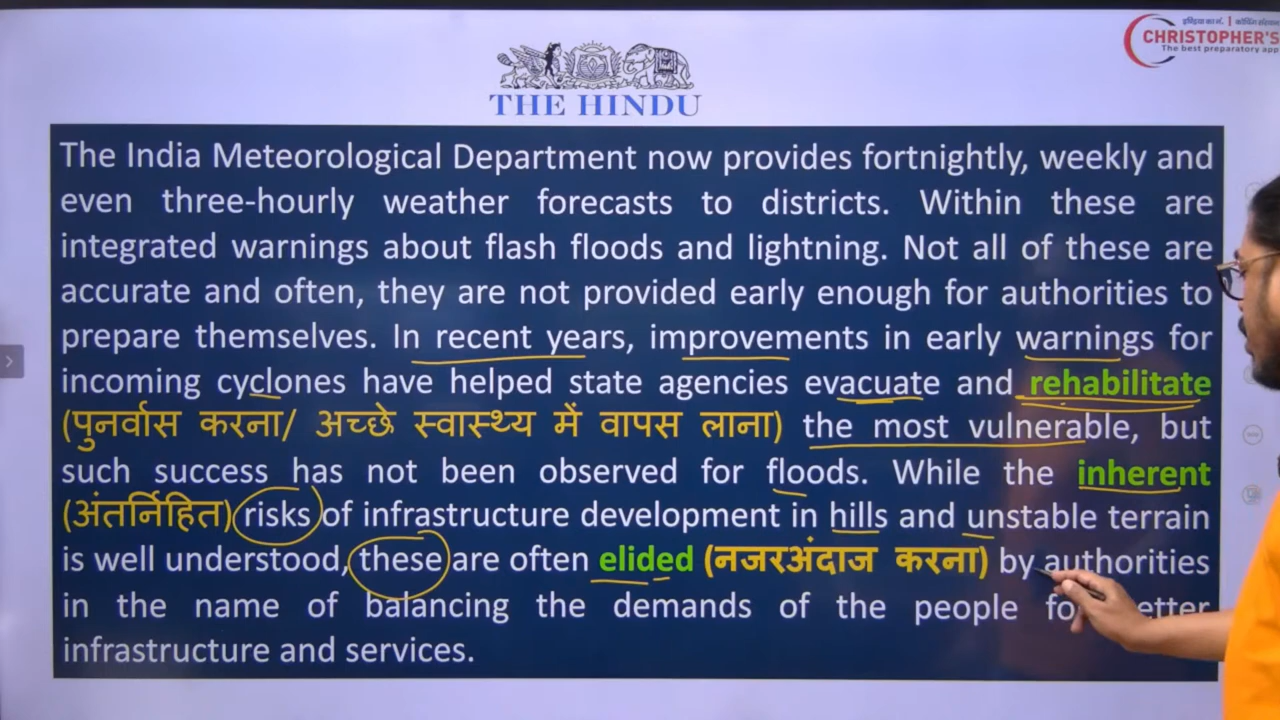 CHRISTOPHER'S
The best preparatory app
THE HINDU
The India Meteorological Department now provides fortnightly, weekly and
even three-hourly weather forecasts to districts. Within these are
integrated warnings about flash floods and lightning. Not all of these are
accurate and often, they are not provided early enough for authorities to
prepare themselves. In recent years, improvements in early warnings for
incoming cyclones have helped state agencies evacuate and rehabilitate
(पुनर्वास करना/ अच्छे स्वास्थ्य में वापस लाना) the most vulnerable, but
such success has not been observed for floods. While the inherent
(अंतर्निहित) risks of infrastructure development in hills and unstable terrain
is well understood, these are often elided (नजरअंदाज करना) by authorities
in the name of balancing the demands of the people
infrastructure and services.